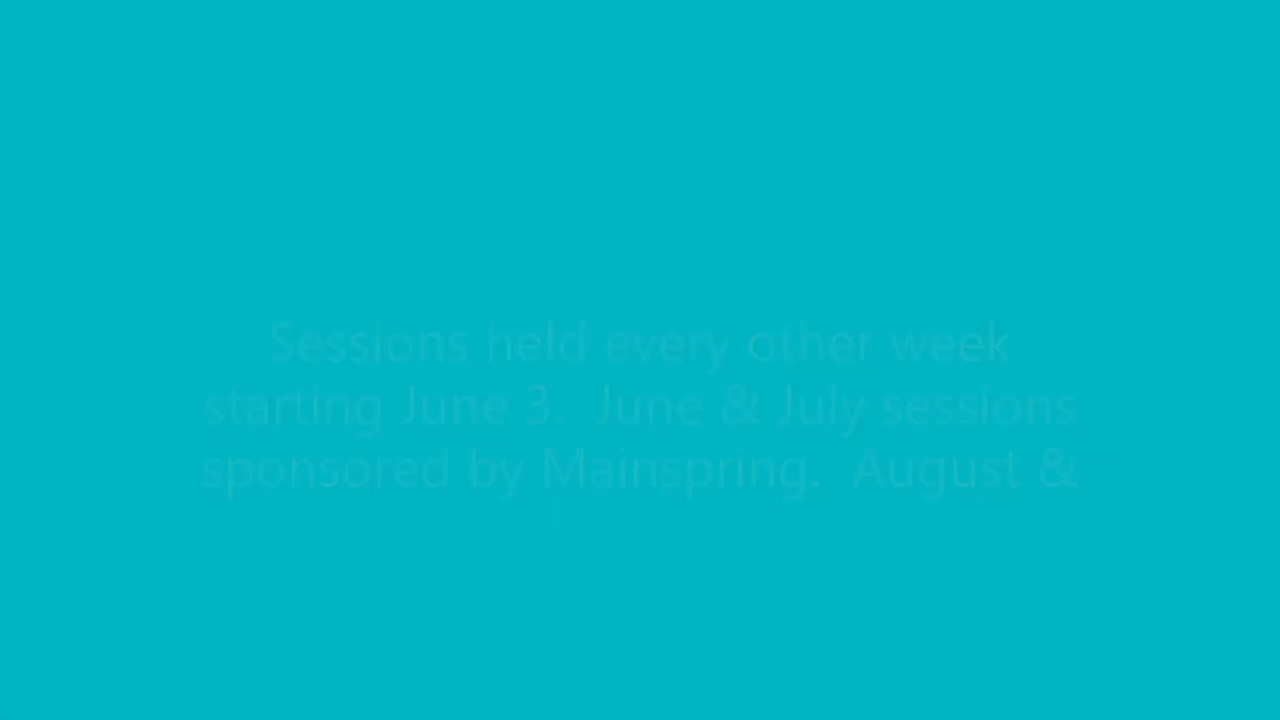 Sessions held every other week
starting June 3.  June & July sessions
sponsored by Mainspring.  August &